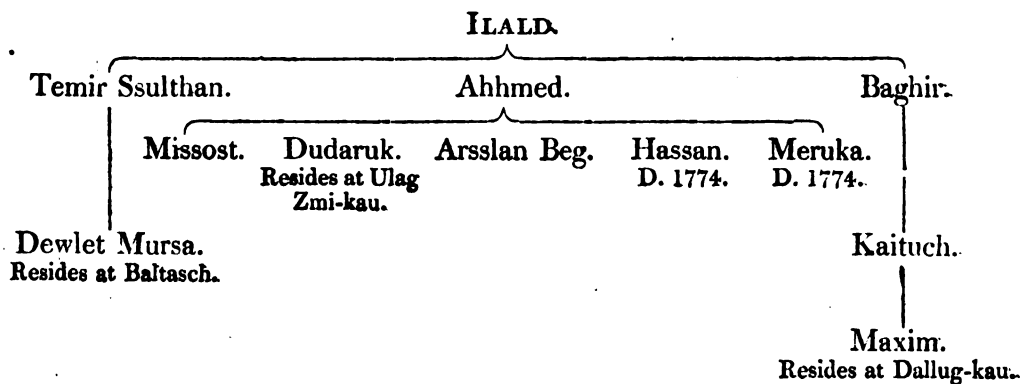 ILALD.
Temir Ssulthan. Ahhmed. Baghir.
Missost. Dudaruk. Arsslan Beg. Hassan. Meruka.
Resides at Ulag D. 1774. D. 1774.
Zmi-kau.
Dewlet Mursa. Kaituch.
Resides at Baltasch.
Maxim.
Resides at Dallug-kau.